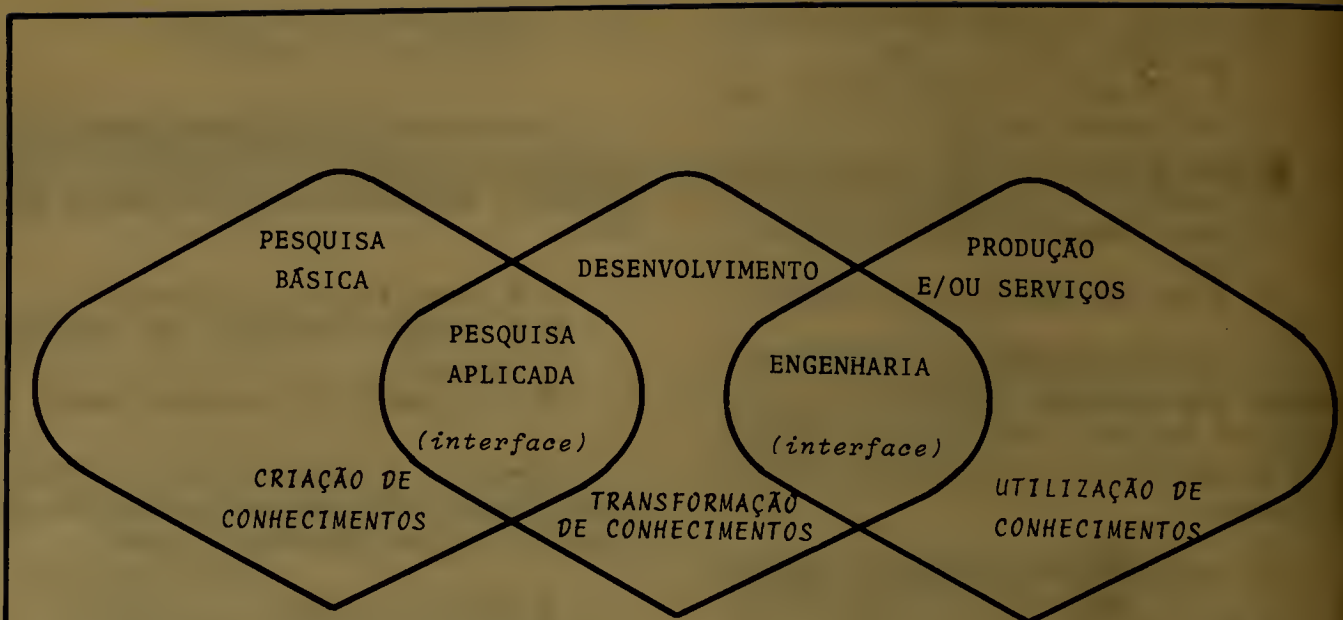 PESQUISA
BÁSICA
PESQUISA
APLICADA
(interface)
CRIAÇÃO DE
CONHECIMENTOS
DESENVOLVIMENTO
TRANSFORMAÇÃO
DE CONHECIMENTOS
PRODUÇÃO
E/OU SERVIÇOS
ENGENHARIA
(interface)
UTILIZAÇÃO DE
CONHECIMENTOS